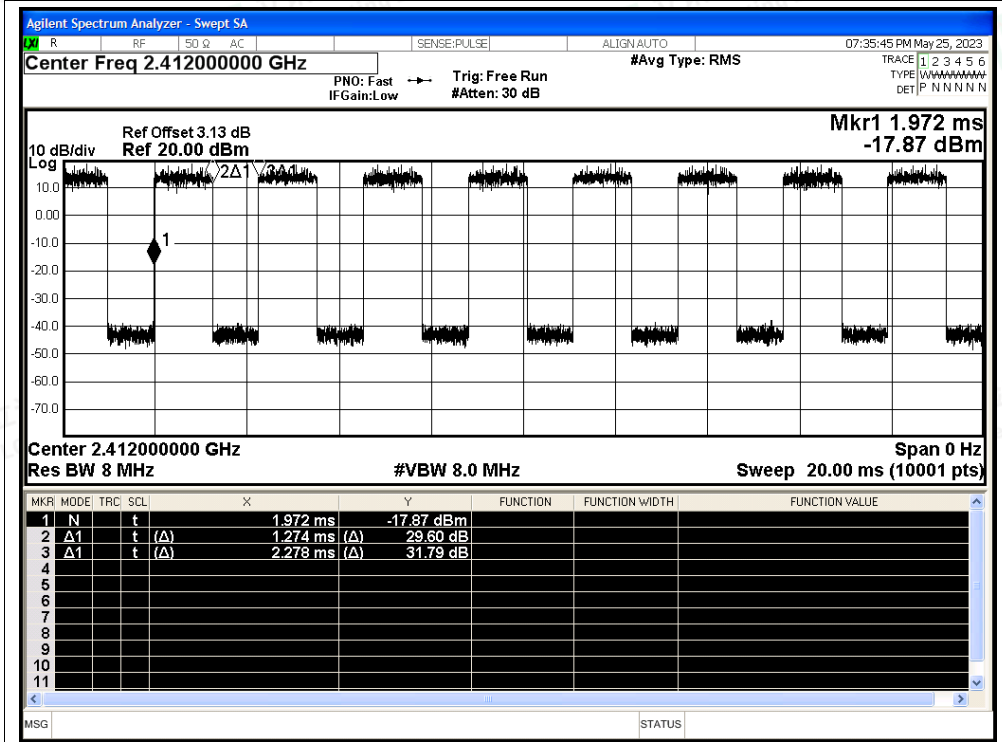 Agilent Spectrum Analyzer - Swept SA
LXI R RF 50 Ω AC SENSE:PULSE ALIGN AUTO 07:35:45 PM May 25, 2023
Center Freq 2.412000000 GHz
#Avg Type: RMS
TRACE 1 2 3 4 5 6
PNO: Fast Trig: Free Run
TYPE
IFGain:Low #Atten: 30 dB
DET P N N N N N
Mkr1 1.972 ms
Ref Offset 3.13 dB
10 dB/div Ref 20.00 dBm -17.87 dBm
Log
2Δ1 3Δ1
10.0
0.00
1
-10.0
-20.0
-30.0
-40.0
-50.0
-60.0
-70.0
Center 2.412000000 GHz Span 0 Hz
Res BW 8 MHz #VBW 8.0 MHz Sweep 20.00 ms (10001 pts)
MKR MODE TRC SCL X Y FUNCTION FUNCTION WIDTH FUNCTION VALUE
1 N t 1.972 ms -17.87 dBm
2 Δ1 t (Δ) 1.274 ms (Δ) 29.60 dB
3 Δ1 t (Δ) 2.278 ms (Δ) 31.79 dB
4
5
6
7
8
9
10
11
MSG STATUS